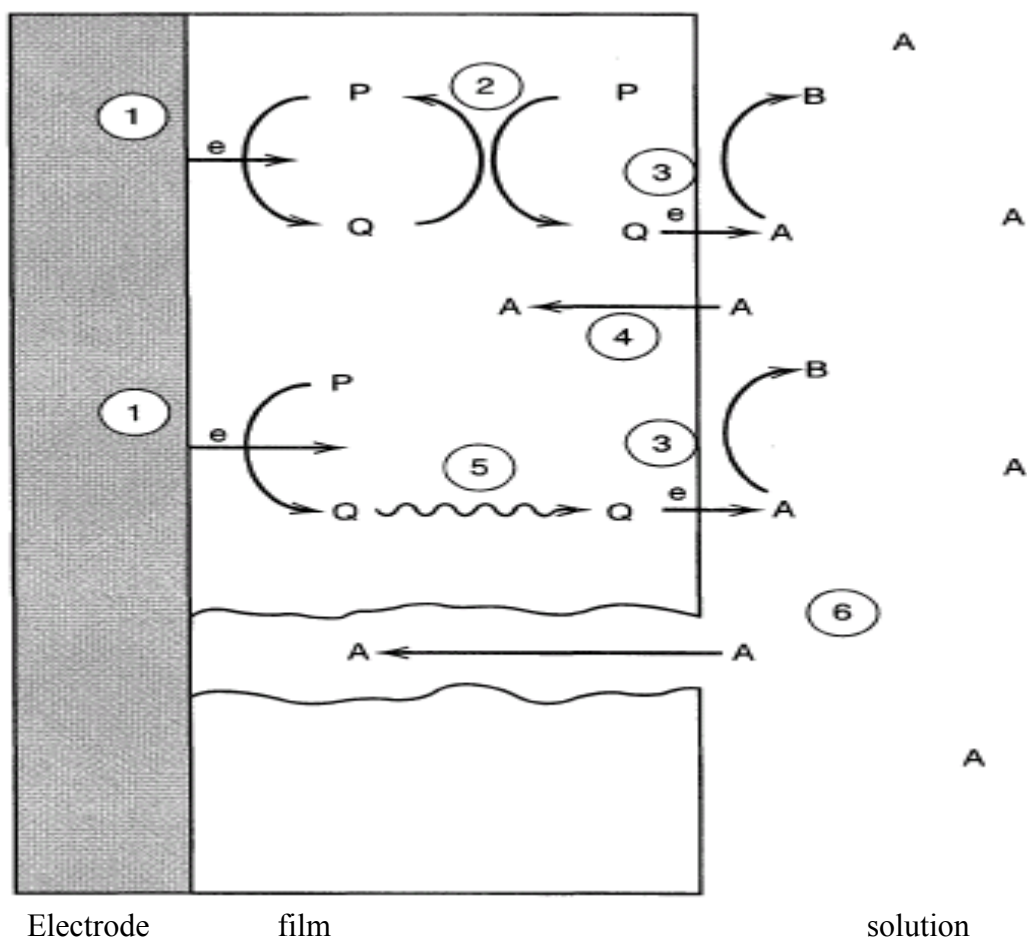 A
1 P 2 P B
e 3
Q Q e A A
A A
4
P B
1 e 5 3 A
Q Q e A
6
A A
A
Electrode film solution